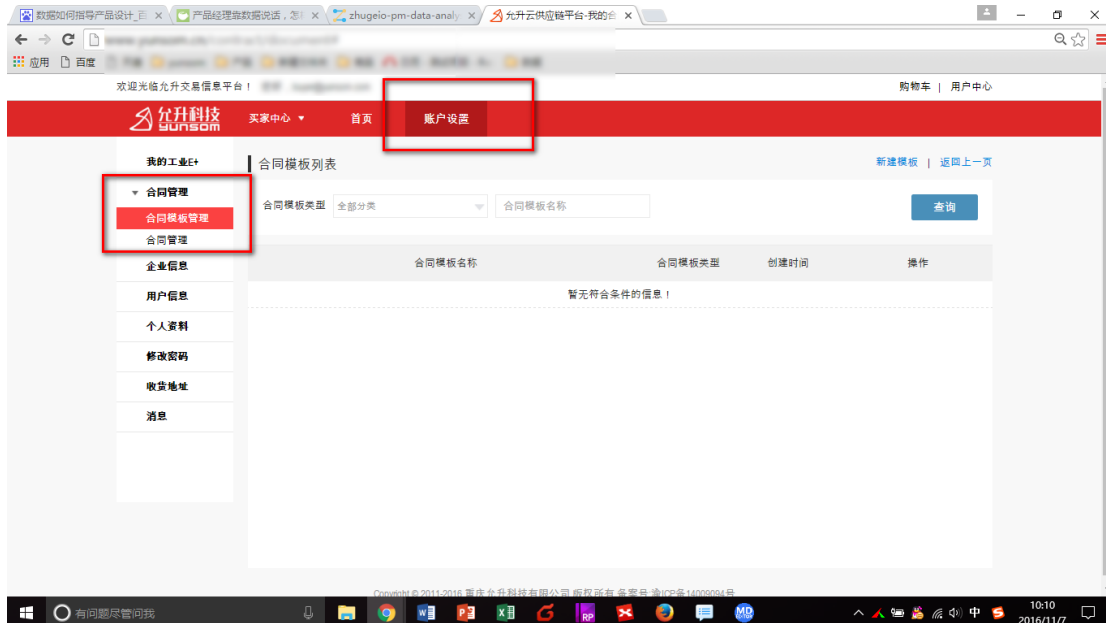 数据如何指导产品设计_百
产品经理靠数据说话，怎
zhugeio-pm-data-analy
允升云供应链平台-我的合
应用 百度
欢迎光临允升交易信息平台！
购物车 | 用户中心
允升科技 yunsom 买家中心 首页 账户设置
我的工业E+
合同管理
合同模板管理
合同管理
企业信息
用户信息
个人资料
修改密码
收货地址
消息
合同模板列表
新建模板 | 返回上一页
合同模板类型 全部分类 合同模板名称 查询
合同模板名称 合同模板类型 创建时间 操作
暂无符合条件的信息！
Copyright © 2011-2016 重庆允升科技有限公司 版权所有 备案号 渝ICP备14009094号
有问题尽管问我
RP
MD
中
10:10
2016/11/7